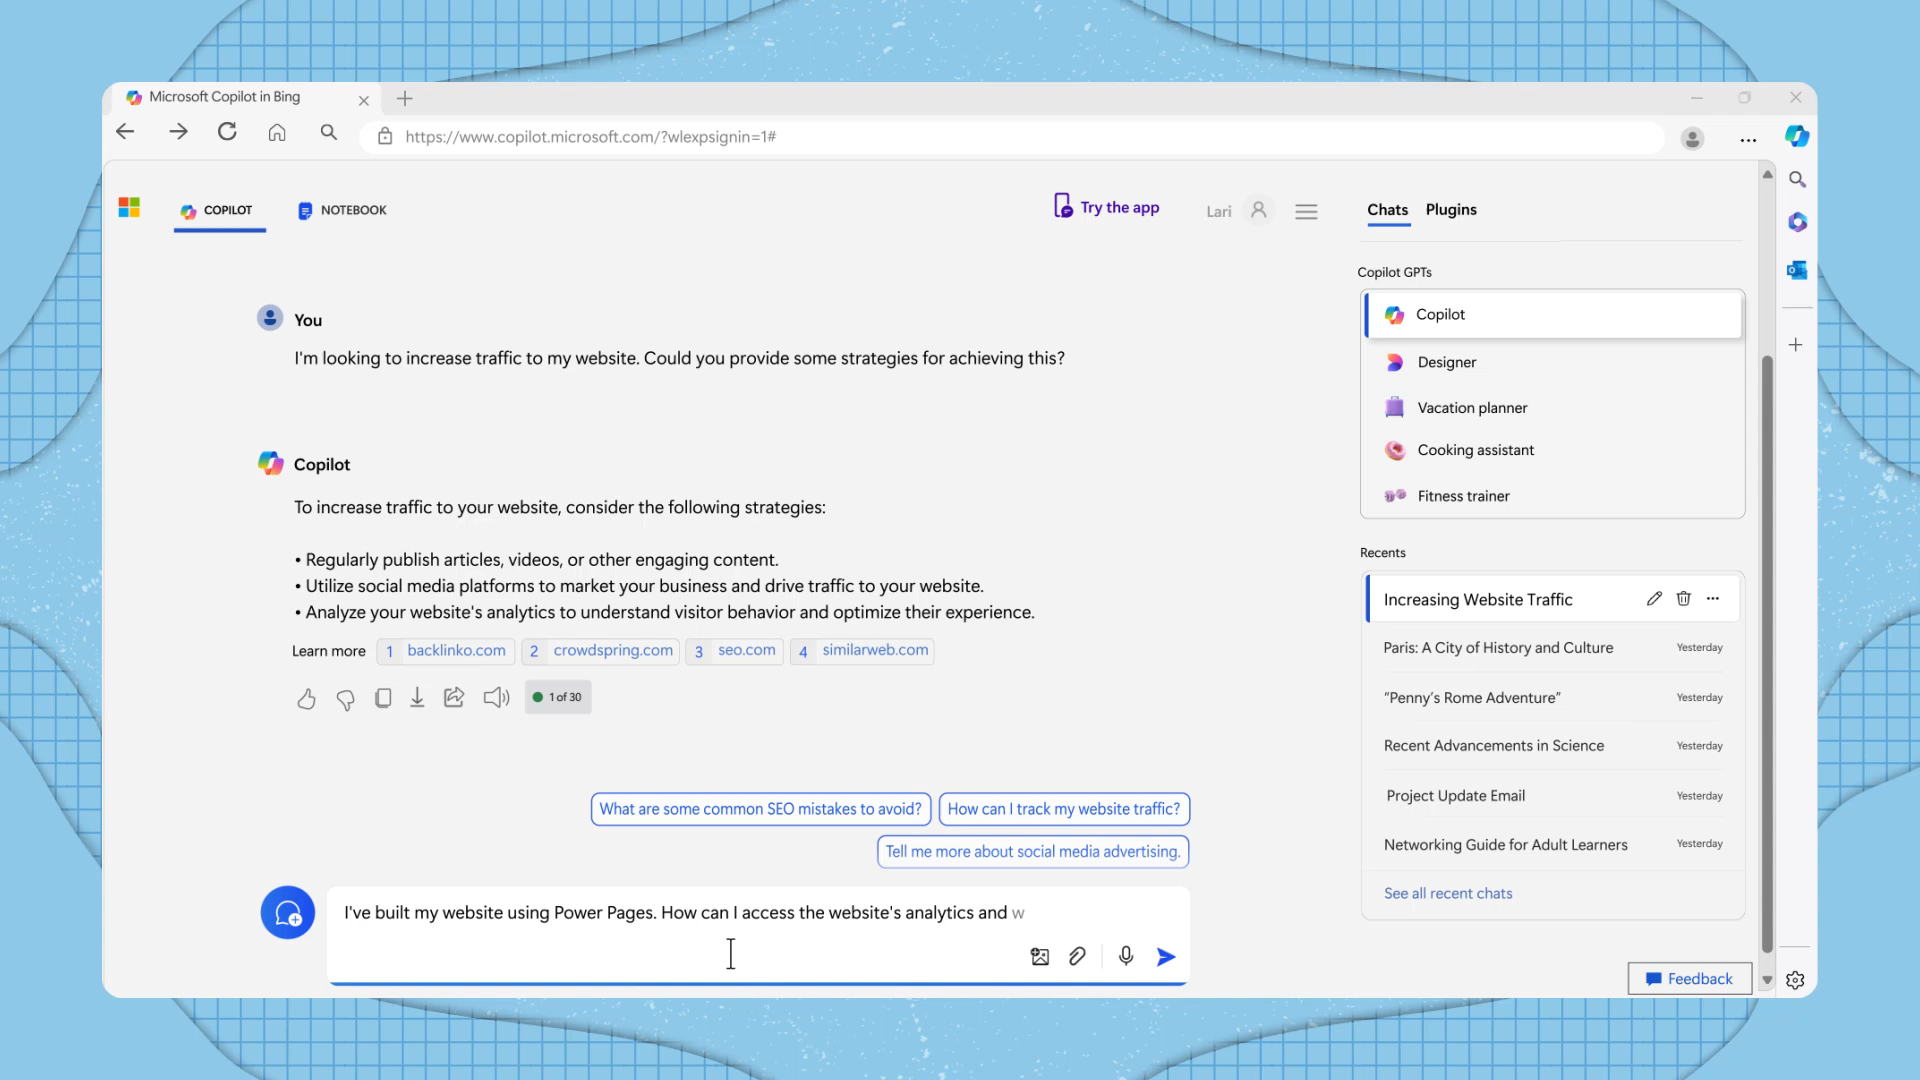 Microsoft Copilot in Bing
https://www.copilot.microsoft.com/?wlexpsignin=1#
COPILOT
NOTEBOOK
Try the app
Lari
Chats
Plugins
You
I'm looking to increase traffic to my website. Could you provide some strategies for achieving this?
Copilot
To increase traffic to your website, consider the following strategies:
• Regularly publish articles, videos, or other engaging content.
• Utilize social media platforms to market your business and drive traffic to your website.
• Analyze your website's analytics to understand visitor behavior and optimize their experience.
Learn more 1 backlinko.com 2 crowdspring.com 3 seo.com 4 similarweb.com
1 of 30
What are some common SEO mistakes to avoid? How can I track my website traffic?
Tell me more about social media advertising.
I've built my website using Power Pages. How can I access the website's analytics and w
Copilot GPTs
Copilot
Designer
Vacation planner
Cooking assistant
Fitness trainer
Recents
Increasing Website Traffic
Paris: A City of History and Culture Yesterday
“Penny’s Rome Adventure” Yesterday
Recent Advancements in Science Yesterday
Project Update Email Yesterday
Networking Guide for Adult Learners Yesterday
See all recent chats
Feedback